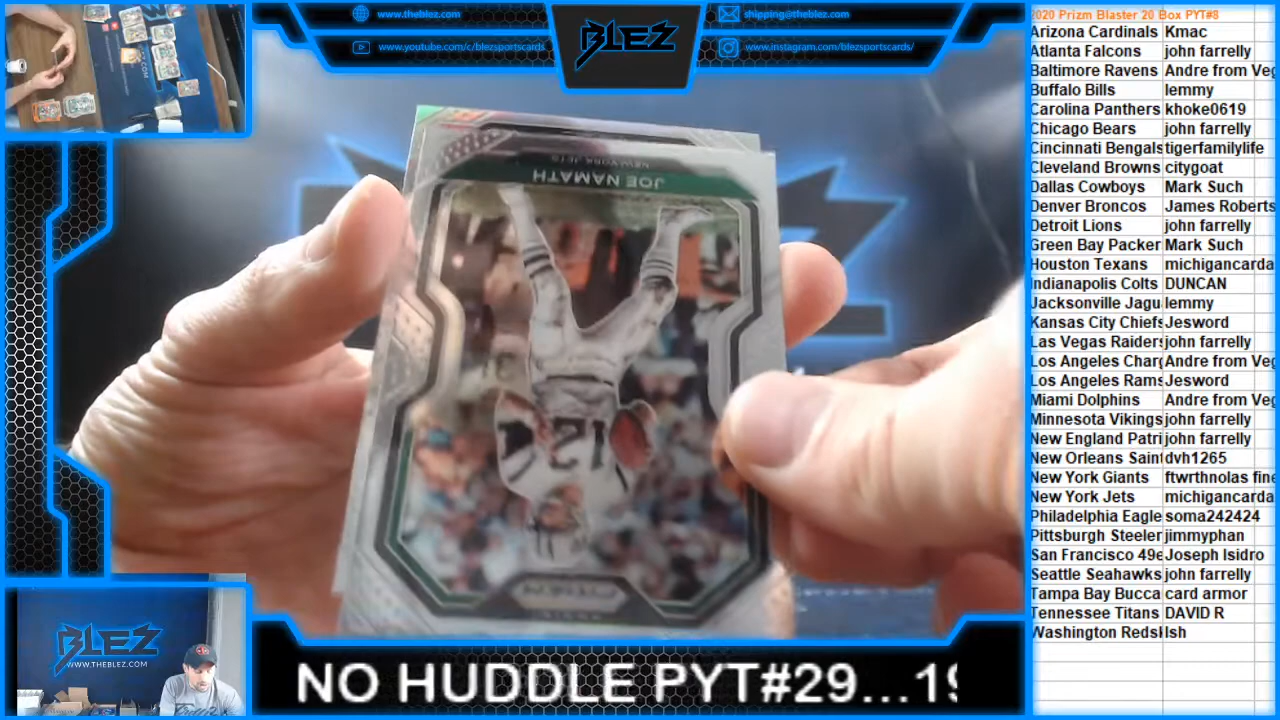 www.theblez.com
shipping@theblez.com
www.youtube.com/c/blezsportscards
www.instagram.com/blezsportscards/
BLEZ
JOE NAMATH
NEW YORK JETS
12
PRIZM
BLEZ
WWW.THEBLEZ.COM
NO HUDDLE PYT#29...19
2020 Prizm Blaster 20 Box PYT#8
Arizona Cardinals Kmac
Atlanta Falcons john farrelly
Baltimore Ravens Andre from Veg
Buffalo Bills lemmy
Carolina Panthers khoke0619
Chicago Bears john farrelly
Cincinnati Bengals tigerfamilylife
Cleveland Browns citygoat
Dallas Cowboys Mark Such
Denver Broncos James Roberts
Detroit Lions john farrelly
Green Bay Packer Mark Such
Houston Texans michigancarda
Indianapolis Colts DUNCAN
Jacksonville Jagu lemmy
Kansas City Chiefs Jesword
Las Vegas Raiders john farrelly
Los Angeles Charg Andre from Veg
Los Angeles Rams Jesword
Miami Dolphins Andre from Veg
Minnesota Vikings john farrelly
New England Patri john farrelly
New Orleans Saint dvh1265
New York Giants ftwrthnolas fine
New York Jets michigancarda
Philadelphia Eagle soma242424
Pittsburgh Steeler jimmyphan
San Francisco 49e Joseph Isidro
Seattle Seahawks john farrelly
Tampa Bay Bucca card armor
Tennessee Titans DAVID R
Washington Redsk Ish